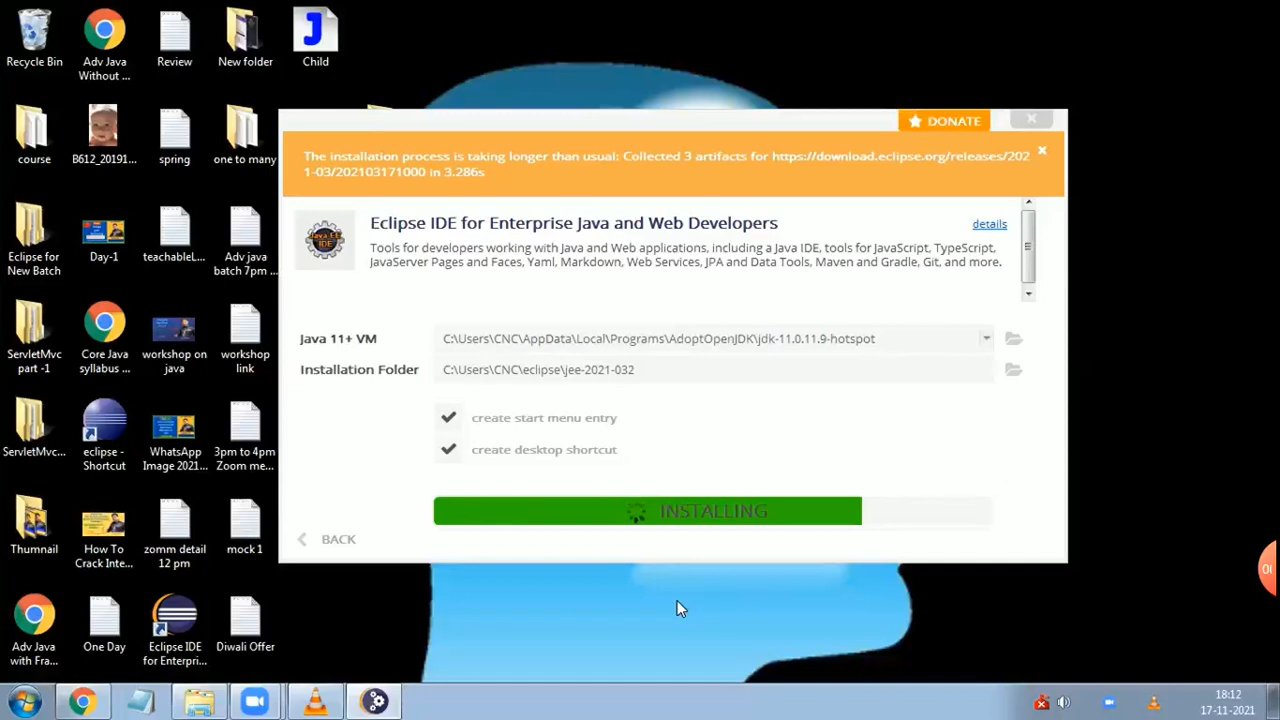 Recycle Bin
Adv Java
Without ...
Review
New folder
J
Child
course
B612_20191...
spring
one to many
Eclipse for
New Batch
Day-1
teachableL...
Adv java
batch 7pm ...
ServletMvc
part -1
Core Java
syllabus ...
workshop on
java
workshop
link
ServletMvc...
eclipse -
Shortcut
WhatsApp
Image 2021...
3pm to 4pm
Zoom me...
Thumnail
How To
Crack Inte...
zomm detail
12 pm
mock 1
Adv Java
with Fra...
One Day
Eclipse IDE
for Enterpri...
Diwali Offer
DONATE
The installation process is taking longer than usual: Collected 3 artifacts for https://download.eclipse.org/releases/202
1-03/202103171000 in 3.286s
Java EE
IDE
Eclipse IDE for Enterprise Java and Web Developers
details
Tools for developers working with Java and Web applications, including a Java IDE, tools for JavaScript, TypeScript,
JavaServer Pages and Faces, Yaml, Markdown, Web Services, JPA and Data Tools, Maven and Gradle, Git, and more.
Java 11+ VM
C:\Users\CNC\AppData\Local\Programs\AdoptOpenJDK\jdk-11.0.11.9-hotspot
Installation Folder
C:\Users\CNC\eclipse\jee-2021-032
create start menu entry
create desktop shortcut
INSTALLING
BACK
18:12
17-11-2021